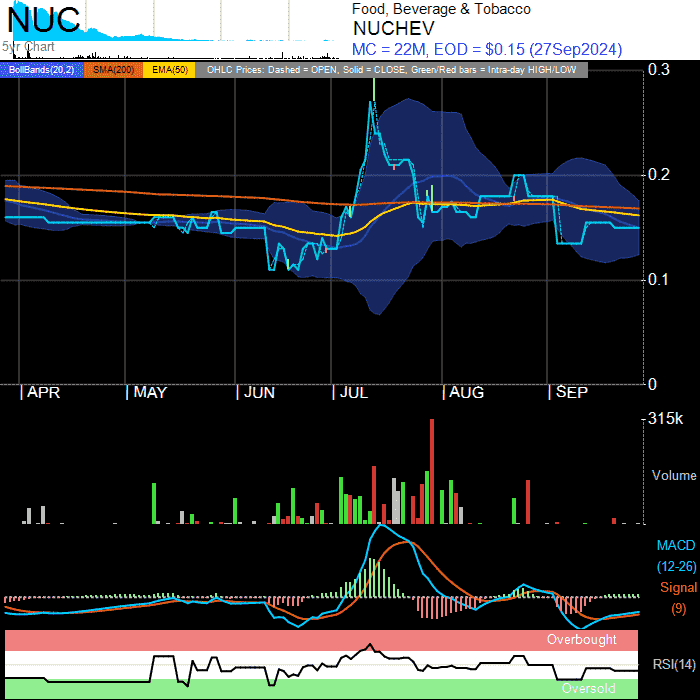 NUC
5yr Chart
Food, Beverage & Tobacco
NUCHEV
MC = 22M, EOD = $0.15 (27Sep2024)
BollBands(20,2) SMA(200) EMA(50) OHLC Prices: Dashed = OPEN, Solid = CLOSE, Green/Red bars = Intra-day HIGH/LOW
0.3
0.2
0.1
0
APR MAY JUN JUL AUG SEP
315k
Volume
MACD
(12-26)
Signal
(9)
Overbought
RSI(14)
Oversold